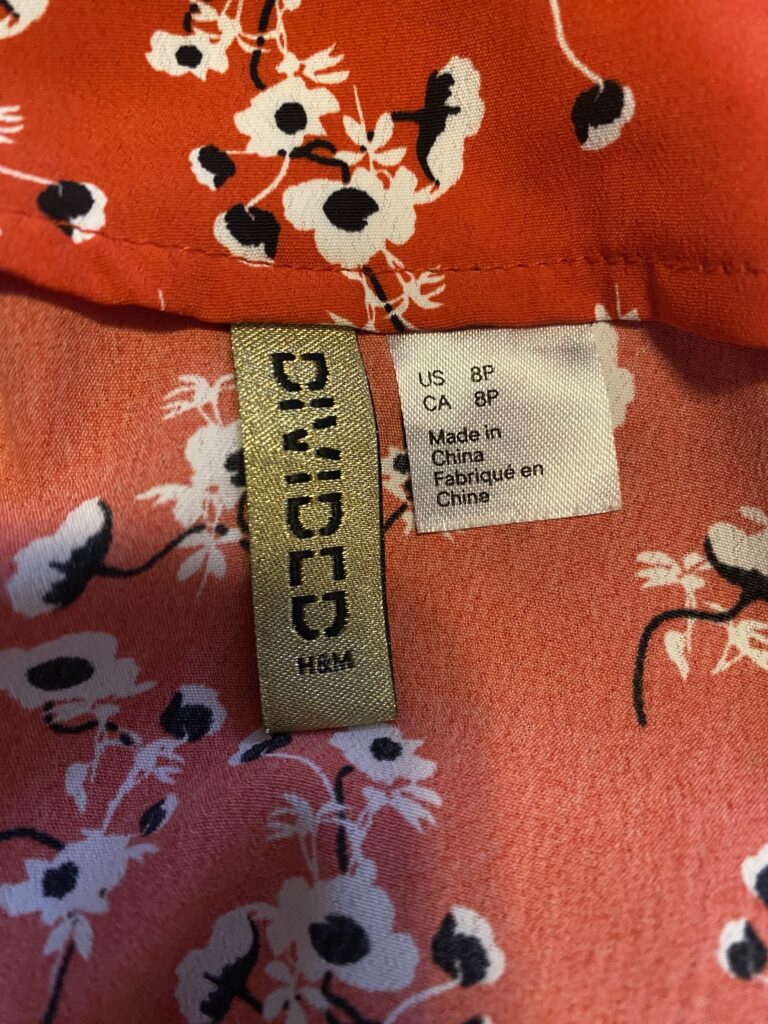 DIVIDED
H&M
US 8P
CA 8P
Made in
China
Fabriqué en
Chine